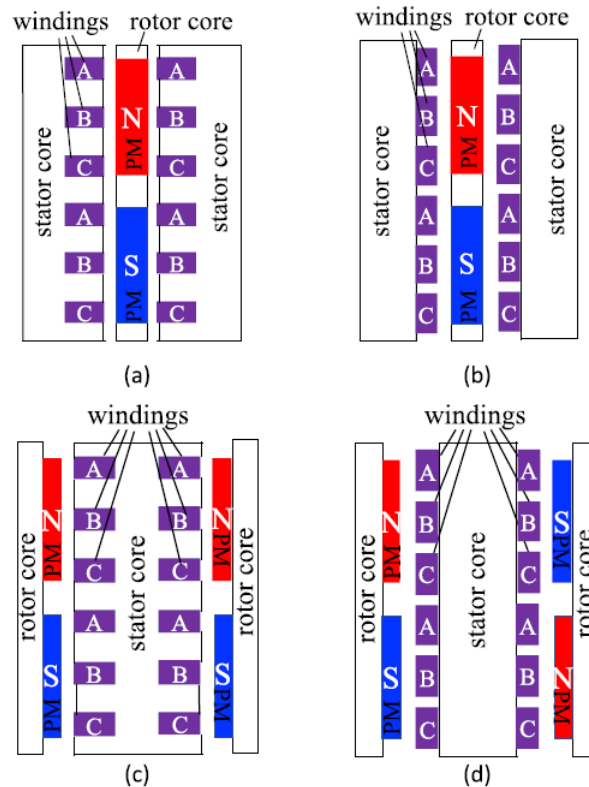 windings rotor core
A A
B N B
C PM C
stator core stator core
A A
B S B
C PM C
(a)
windings rotor core
A A
B N B
C PM C
stator core stator core
A A
B S B
C PM C
(b)
windings
A A
N B B N
PM C C PM
rotor core stator core rotor core
A A
S B B S
PM C C PM
(c)
windings
A A
N B B S
PM C C PM
rotor core stator core rotor core
A A
S B B N
PM C C PM
(d)